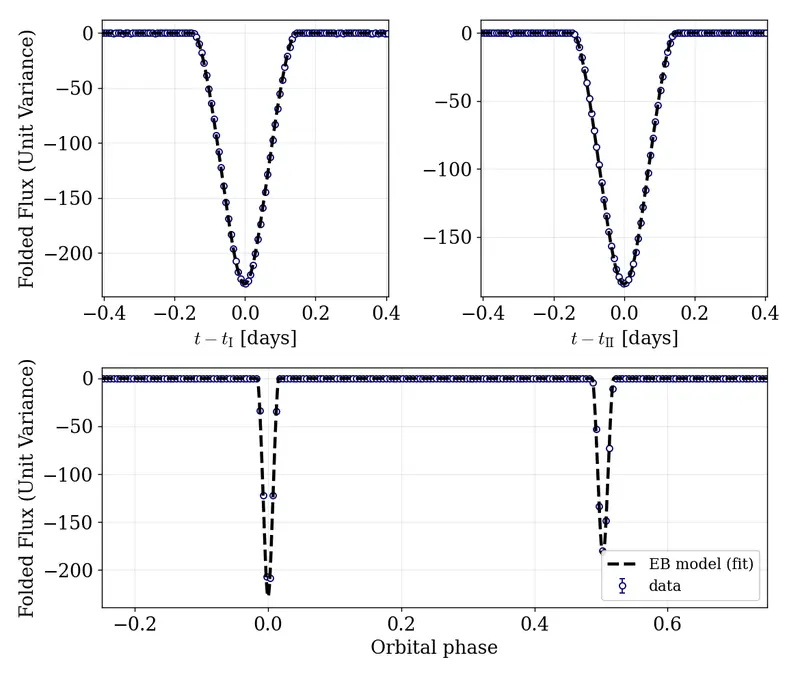 Folded Flux (Unit Variance)
0
−50
−100
−150
−200
−0.4 −0.2 0.0 0.2 0.4
t − tI [days]
0
−50
−100
−150
−0.4 −0.2 0.0 0.2 0.4
t − tII [days]
Folded Flux (Unit Variance)
0
−50
−100
−150
−200
EB model (fit)
data
−0.2 0.0 0.2 0.4 0.6
Orbital phase